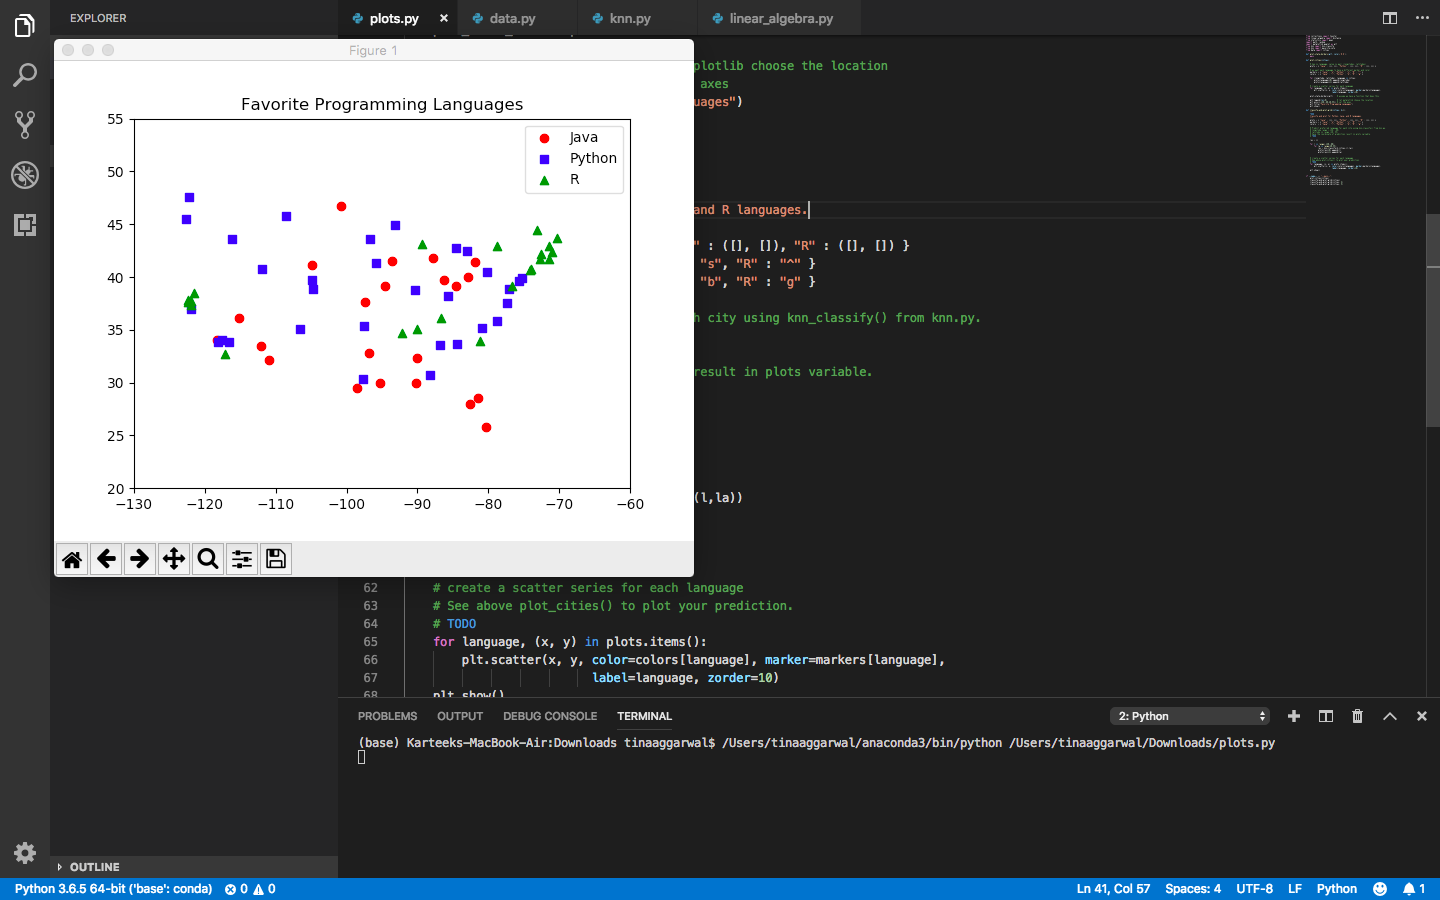 EXPLORER
plots.py
data.py
knn.py
linear_algebra.py
Figure 1
Favorite Programming Languages
55
50
45
40
35
30
25
20
−130
−120
−110
−100
−90
−80
−70
−60
Java
Python
R
plotlib choose the location
axes
uages")
and R languages.
" : ([], []), "R" : ([], []) }
"s", "R" : "^" }
"b", "R" : "g" }
h city using knn_classify() from knn.py.
result in plots variable.
(l,la))
62 # create a scatter series for each language
63 # See above plot_cities() to plot your prediction.
64 # TODO
65 for language, (x, y) in plots.items():
66 plt.scatter(x, y, color=colors[language], marker=markers[language],
67 label=language, zorder=10)
68 plt.show()
PROBLEMS OUTPUT DEBUG CONSOLE TERMINAL 2: Python
(base) Karteeks-MacBook-Air:Downloads tinaaggarwal$ /Users/tinaaggarwal/anaconda3/bin/python /Users/tinaaggarwal/Downloads/plots.py
OUTLINE
Python 3.6.5 64-bit ('base': conda) 0 0 Ln 41, Col 57 Spaces: 4 UTF-8 LF Python 1